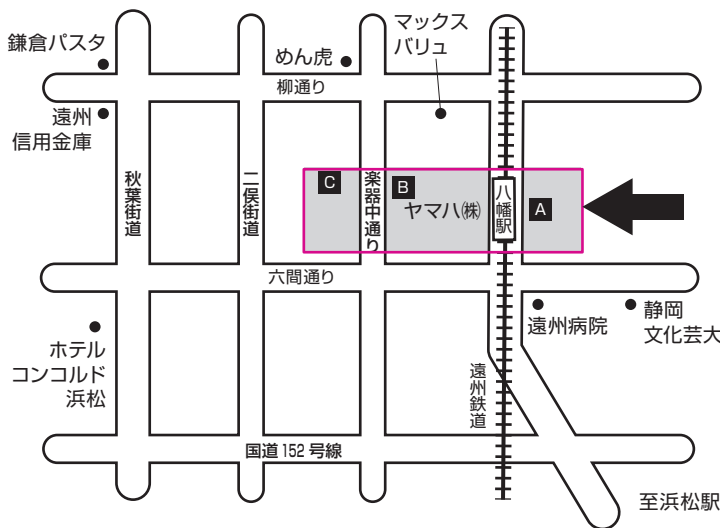 マックス
バリュ
鎌倉パスタ
めん虎
柳通り
遠州
信用金庫
秋葉街道
二俣街道
楽器中通り
C
B
ヤマハ㈱
八幡駅
A
六間通り
遠州病院
静岡
文化芸大
ホテル
コンコルド
浜松
遠州鉄道
国道152号線
至浜松駅